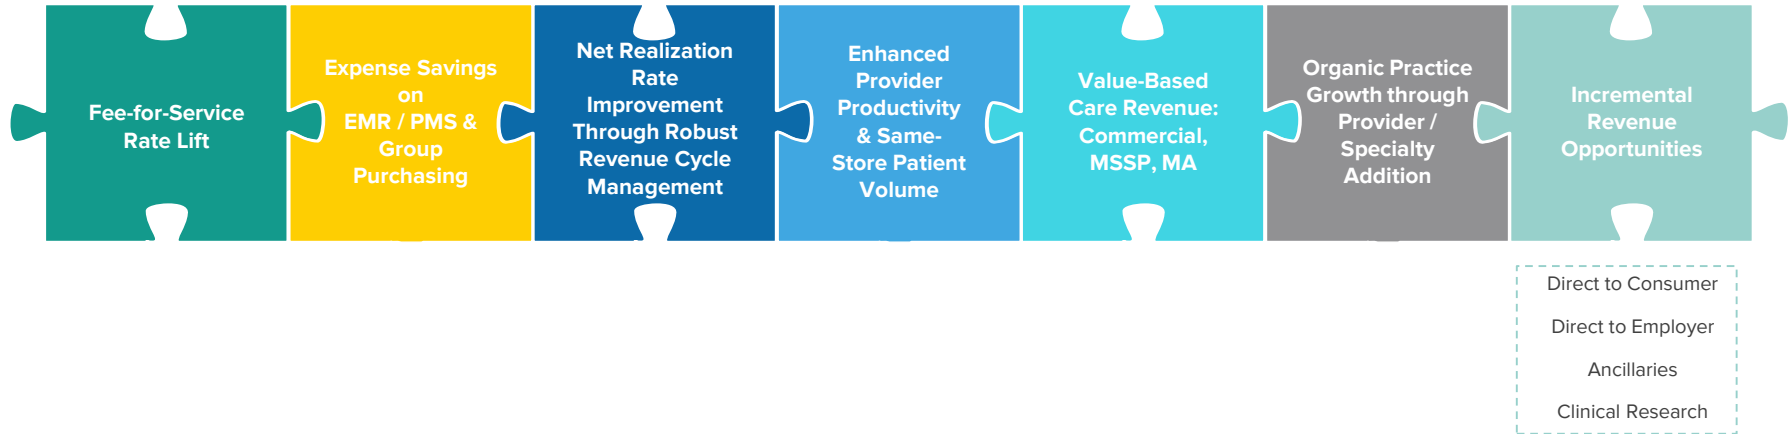 Fee-for-Service
Rate Lift
Expense Savings
on
EMR / PMS &
Group
Purchasing
Net Realization
Rate
Improvement
Through Robust
Revenue Cycle
Management
Enhanced
Provider
Productivity
& Same-
Store Patient
Volume
Value-Based
Care Revenue:
Commercial,
MSSP, MA
Organic Practice
Growth through
Provider /
Specialty
Addition
Incremental
Revenue
Opportunities
Direct to Consumer
Direct to Employer
Ancillaries
Clinical Research